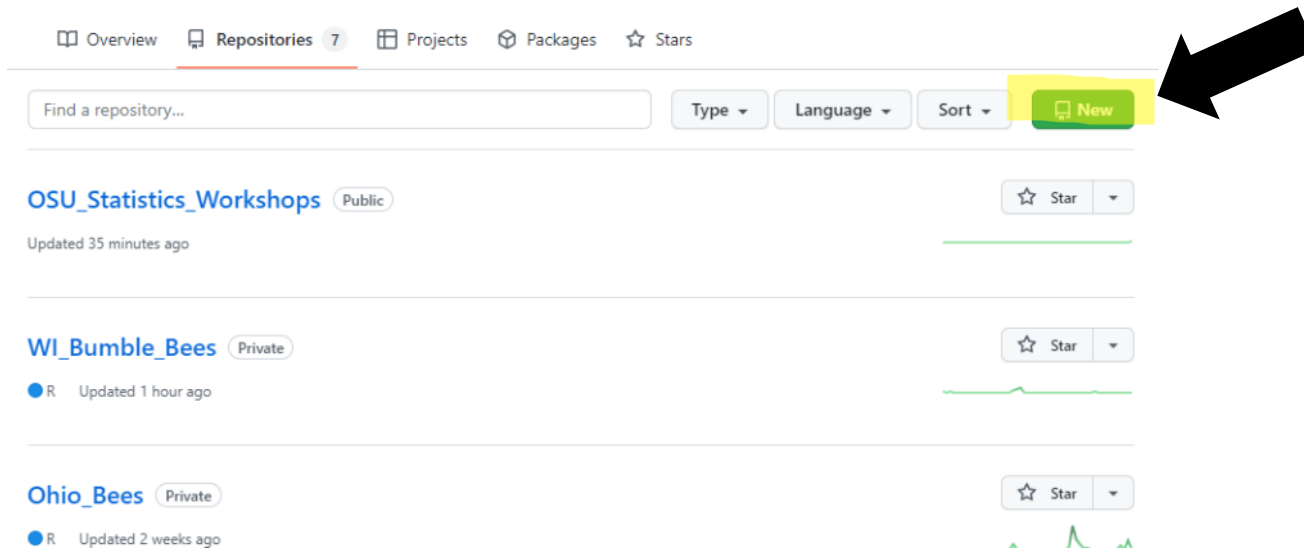 Overview Repositories 7 Projects Packages Stars
Find a repository... Type Language Sort New
OSU_Statistics_Workshops Public Star
Updated 35 minutes ago
WI_Bumble_Bees Private Star
R Updated 1 hour ago
Ohio_Bees Private Star
R Updated 2 weeks ago